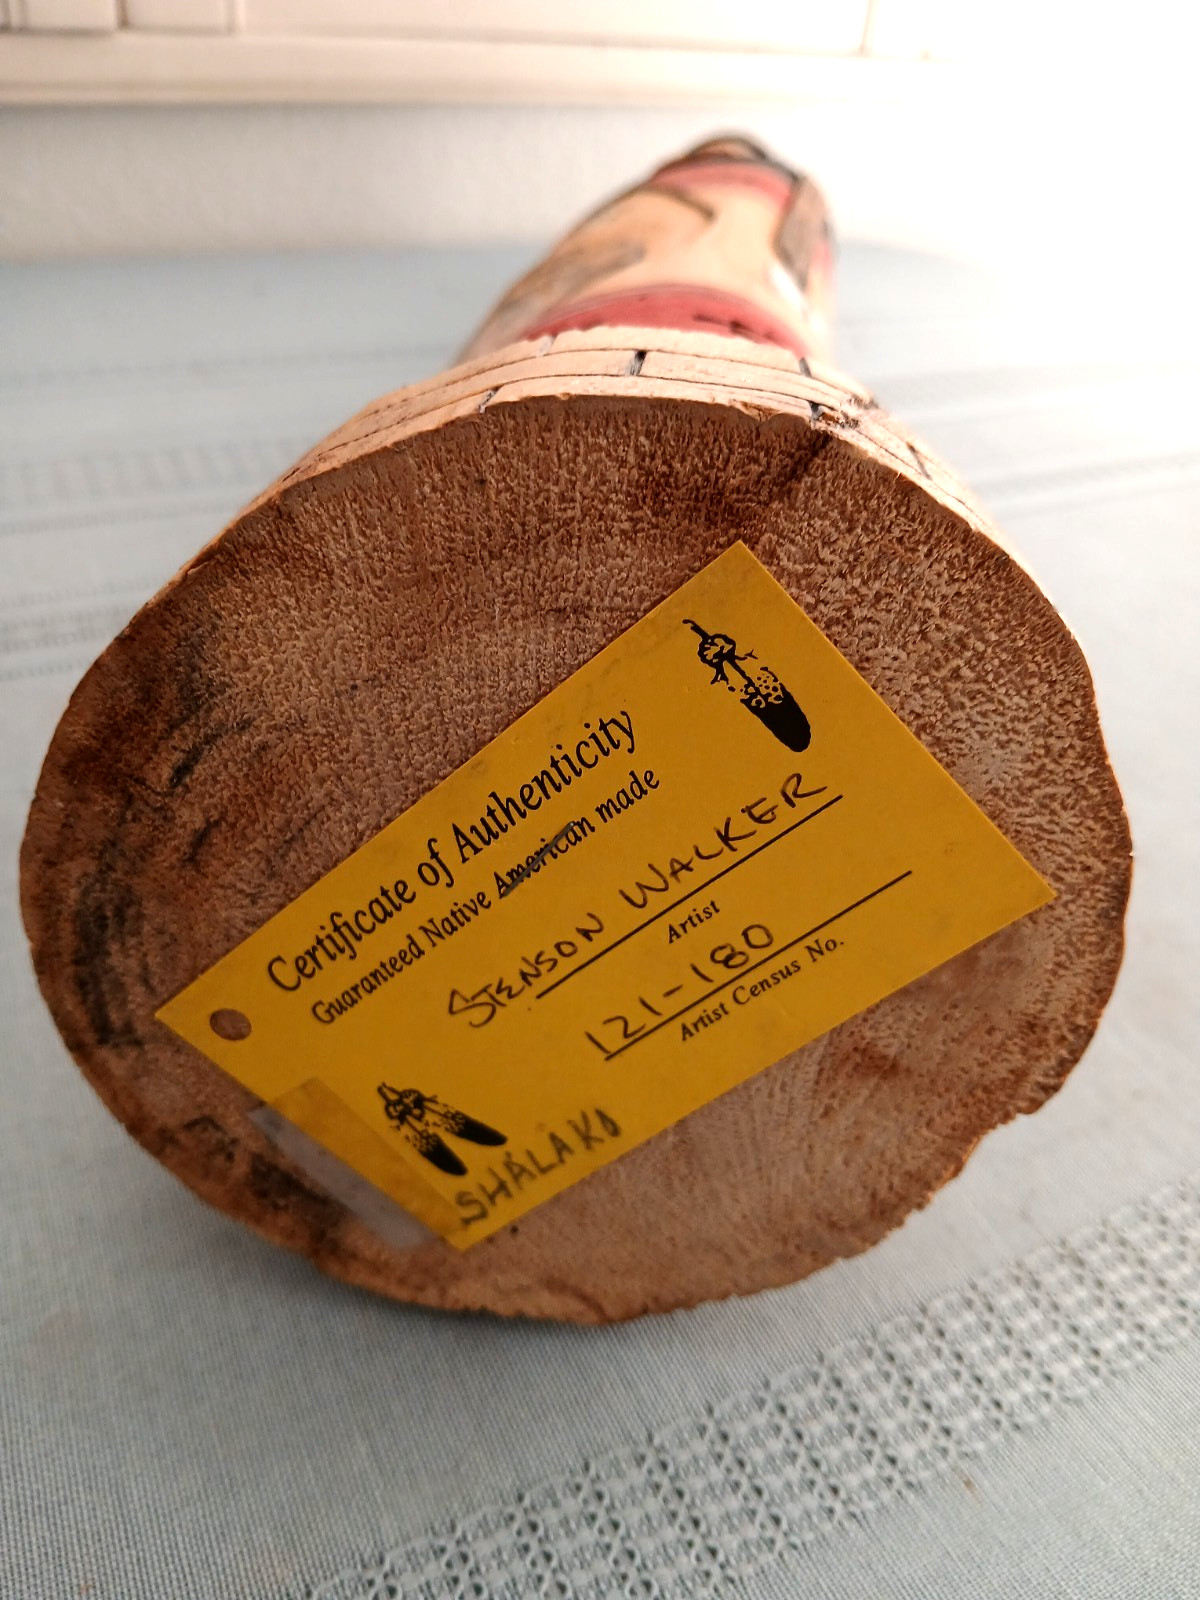 Certificate of Authenticity
Guaranteed Native American made
STENSON WALKER
Artist
121-180
Artist Census No.
SHALAKO